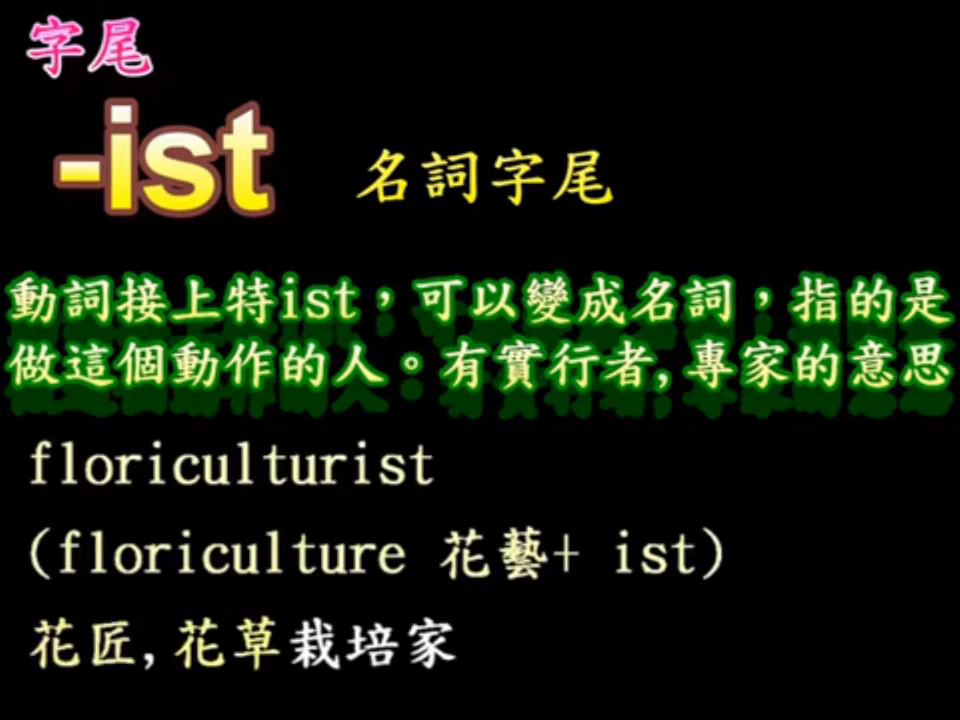 字尾
-ist 名詞字尾
動詞接上特ist，可以變成名詞，指的是
做這個動作的人。有實行者,專家的意思
floriculturist
(floriculture 花藝+ ist)
花匠,花草栽培家